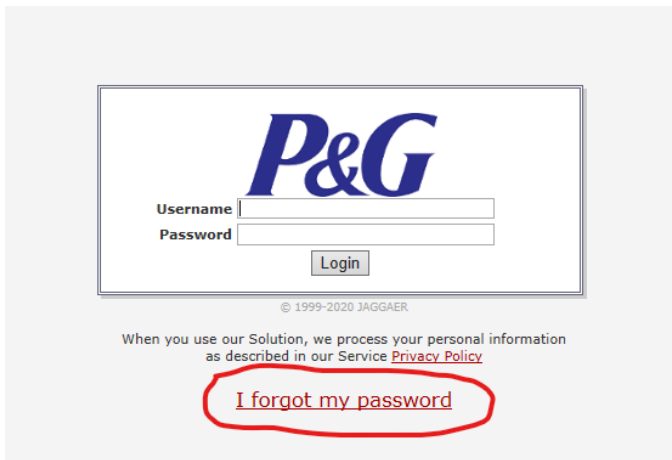 P&G
Username
Password
Login
© 1999-2020 JAGGAER
When you use our Solution, we process your personal information
as described in our Service Privacy Policy
I forgot my password